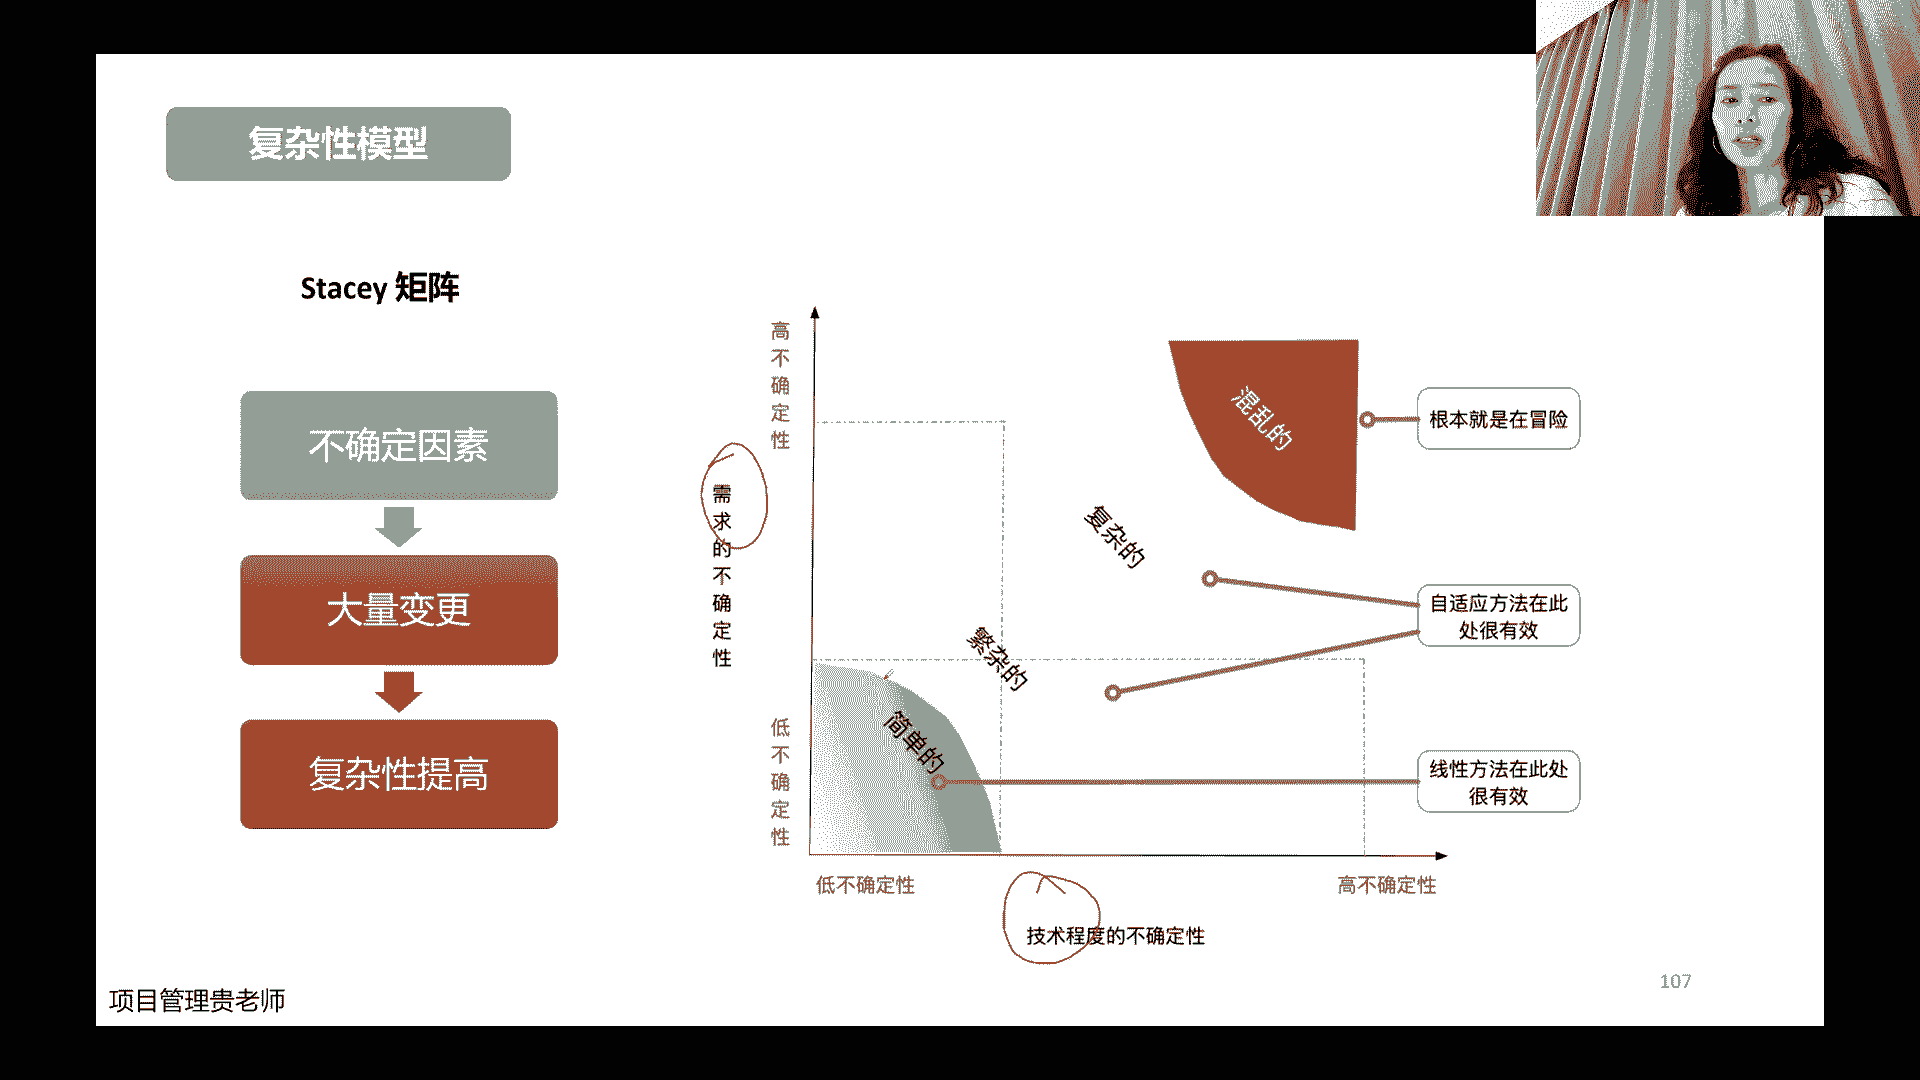 复杂性模型
Stacey 矩阵
不确定因素
大量变更
复杂性提高
高不确定性
需求的不确定性
低不确定性
混乱的
复杂的
繁杂的
简单的
根本就是在冒险
自适应方法在此
处很有效
线性方法在此处
很有效
低不确定性
高不确定性
技术程度的不确定性
107
项目管理贵老师